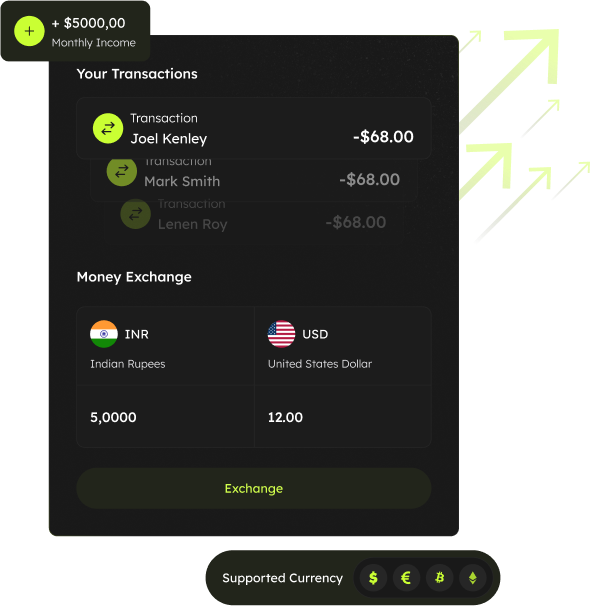 + $5000,00
Monthly Income
Your Transactions
Transaction
Joel Kenley
-$68.00
Transaction
Mark Smith
-$68.00
Transaction
Lenen Roy
-$68.00
Money Exchange
INR
Indian Rupees
USD
United States Dollar
5,0000
12.00
Exchange
Supported Currency
$ €